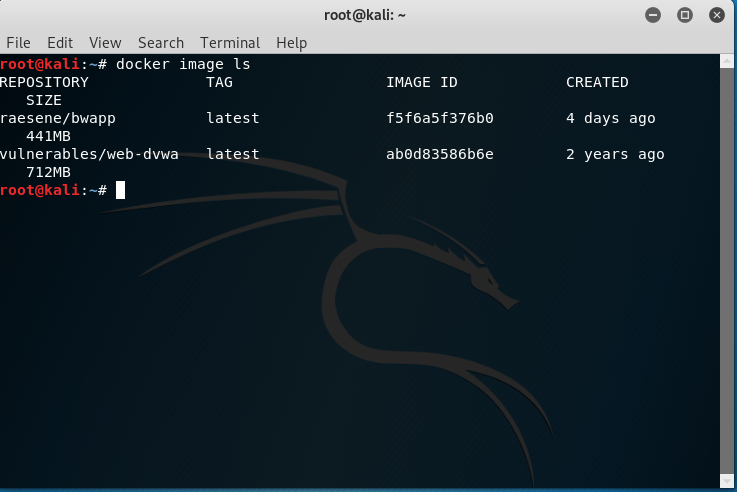 root@kali: ~
File Edit View Search Terminal Help
root@kali:~# docker image ls
REPOSITORY TAG IMAGE ID CREATED
SIZE
raesene/bwapp latest f5f6a5f376b0 4 days ago
441MB
vulnerables/web-dvwa latest ab0d83586b6e 2 years ago
712MB
root@kali:~#